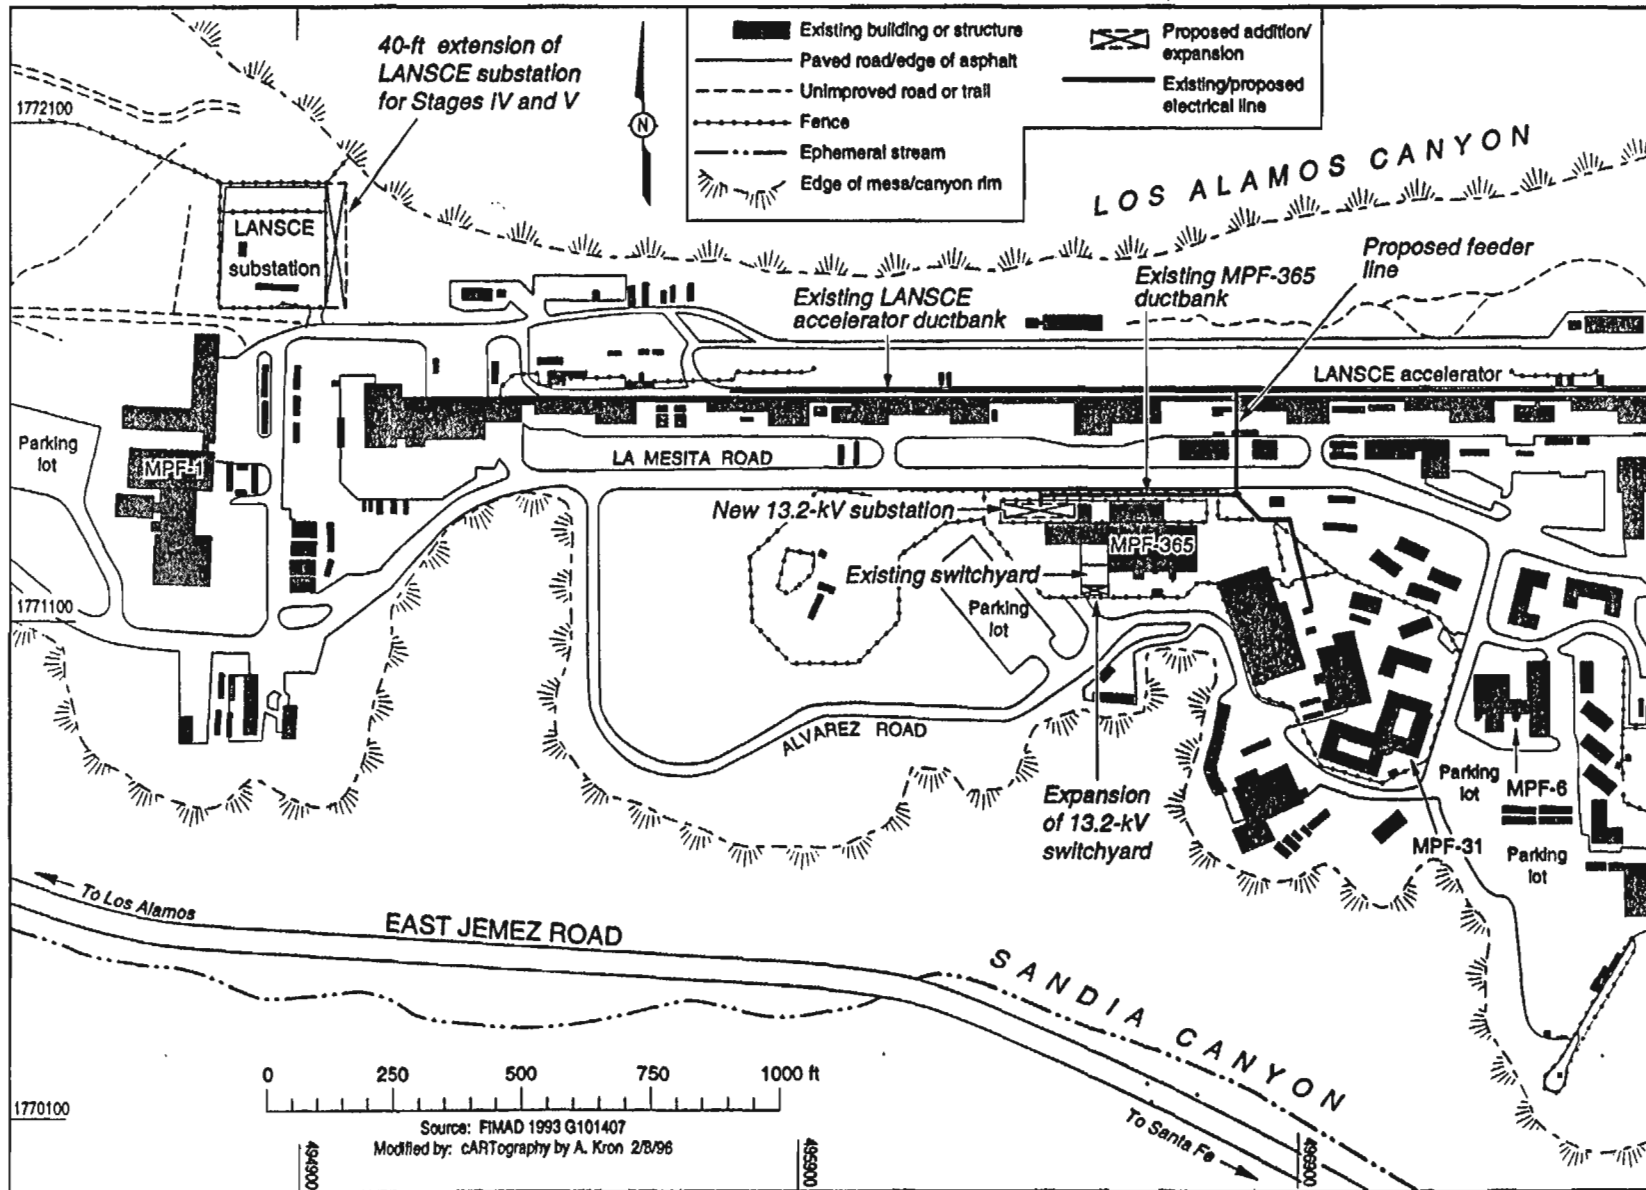 40-ft extension of
LANSCE substation
for Stages IV and V
Existing building or structure
Paved road/edge of asphalt
Unimproved road or trail
Fence
Ephemeral stream
Edge of mesa/canyon rim
Proposed addition/
expansion
Existing/proposed
electrical line
N
1772100
LOS ALAMOS CANYON
LANSCE
substation
Proposed feeder
line
Existing MPF-365
ductbank
Existing LANSCE
accelerator ductbank
LANSCE accelerator
Parking
lot
MPF-1
LA MESITA ROAD
New 13.2-kV substation
MPF-365
Existing switchyard
Parking
lot
1771100
ALVAREZ ROAD
Expansion
of 13.2-kV
switchyard
Parking
lot
MPF-6
MPF-31
Parking
lot
To Los Alamos
EAST JEMEZ ROAD
SANDIA CANYON
To Santa Fe
0 250 500 750 1000 ft
1770100
Source: FIMAD 1993 G101407
Modified by: cARTography by A. Kron 2/8/96
494900
495900
496900